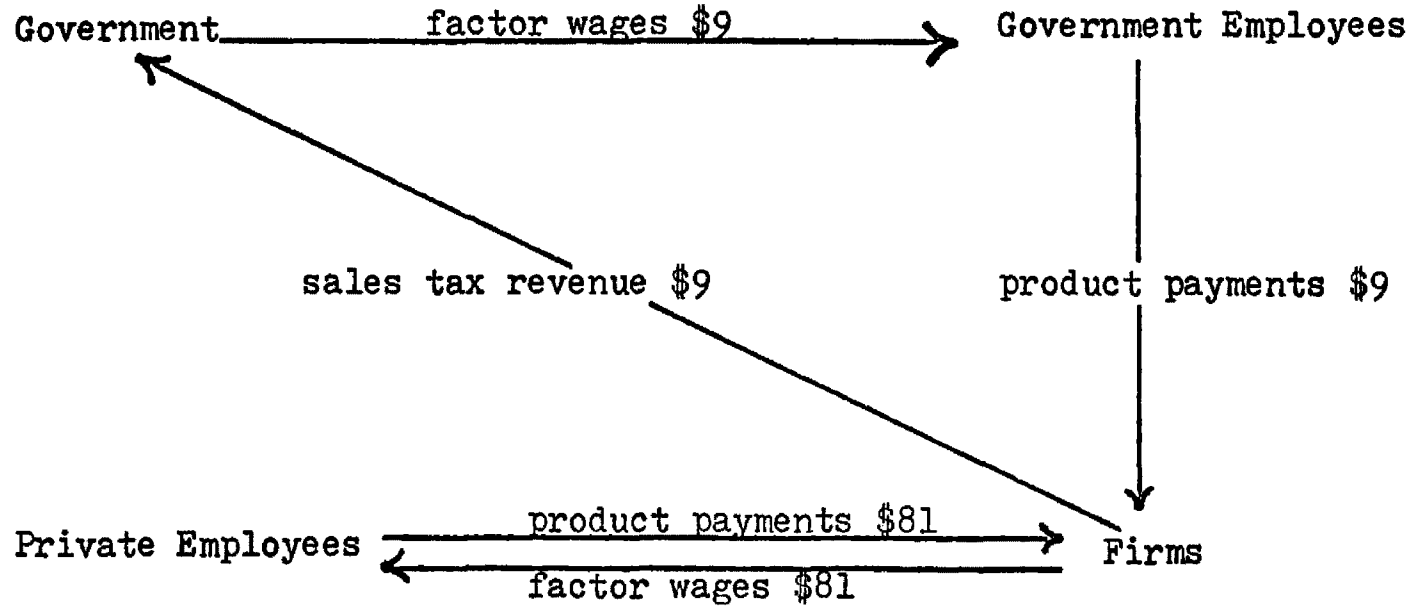 Government
factor wages $9
Government Employees
sales tax revenue $9
product payments $9
product payments $81
Private Employees
Firms
factor wages $81